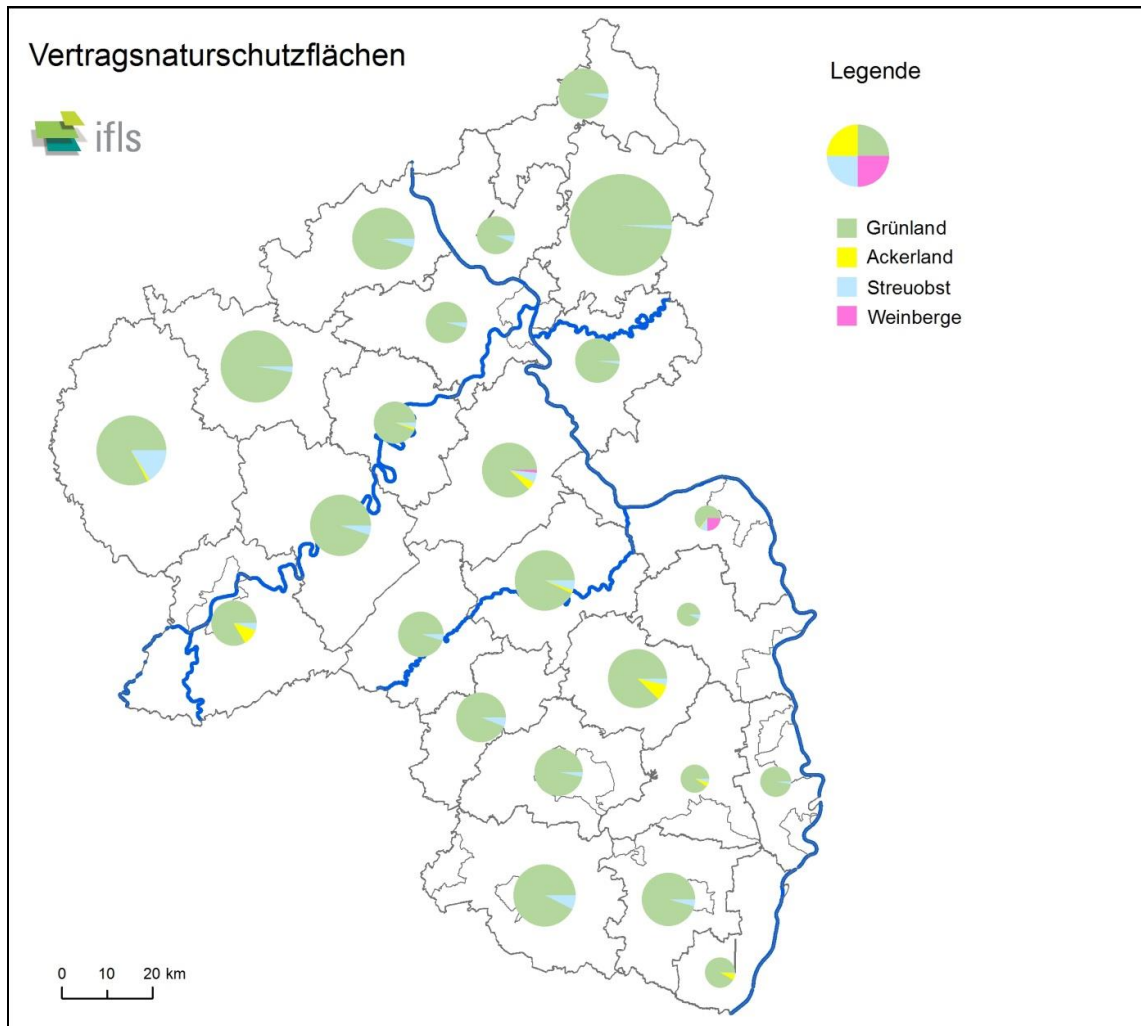 Vertragsnaturschutzflächen
ifls
Legende
Grünland
Ackerland
Streuobst
Weinberge
0 10 20 km